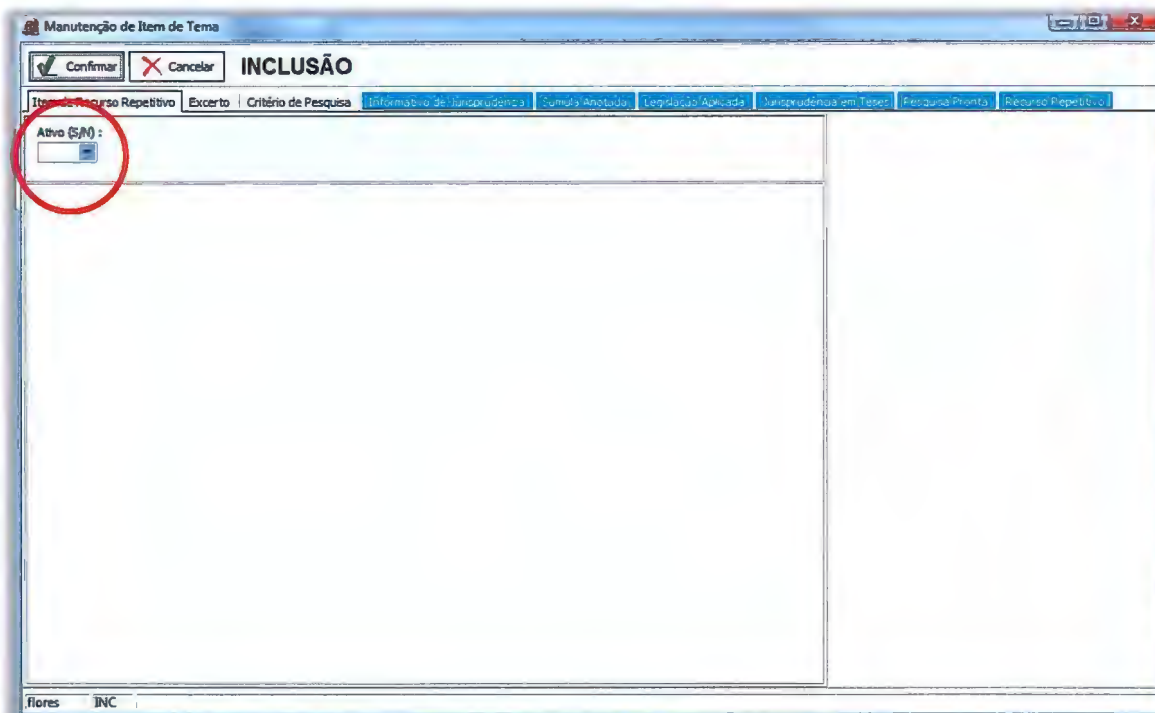 Manutenção de Item de Tema
Confirmar Cancelar INCLUSÃO
Item de Recurso Repetitivo Excerto Critério de Pesquisa Informativo de Jurisprudência Súmula Anotada Legislação Aplicada Jurisprudência em Teses Pesquisa Pronta Recurso Repetitivo
Ativo (S/N) :
flores INC